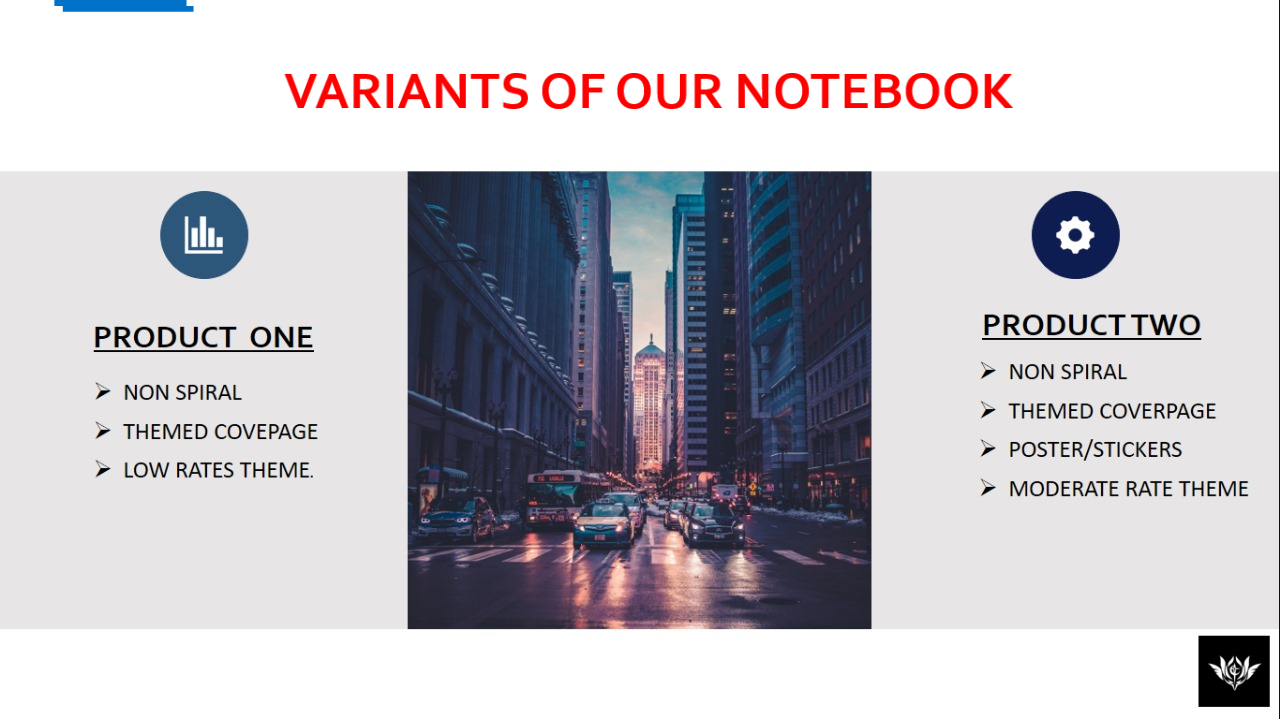 VARIANTS OF OUR NOTEBOOK
PRODUCT ONE
NON SPIRAL
THEMED COVEPAGE
LOW RATES THEME.
PRODUCT TWO
NON SPIRAL
THEMED COVERPAGE
POSTER/STICKERS
MODERATE RATE THEME